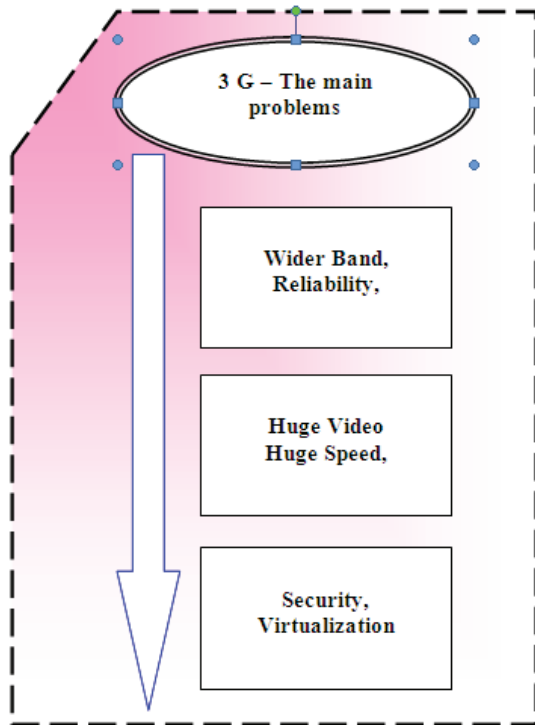 3 G – The main
problems
Wider Band,
Reliability,
Huge Video
Huge Speed,
Security,
Virtualization